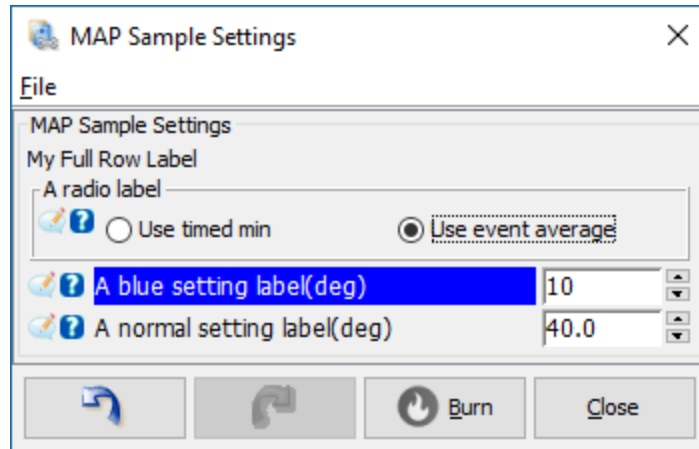 MAP Sample Settings
File
MAP Sample Settings
My Full Row Label
A radio label
Use timed min Use event average
A blue setting label(deg) 10
A normal setting label(deg) 40.0
Burn Close